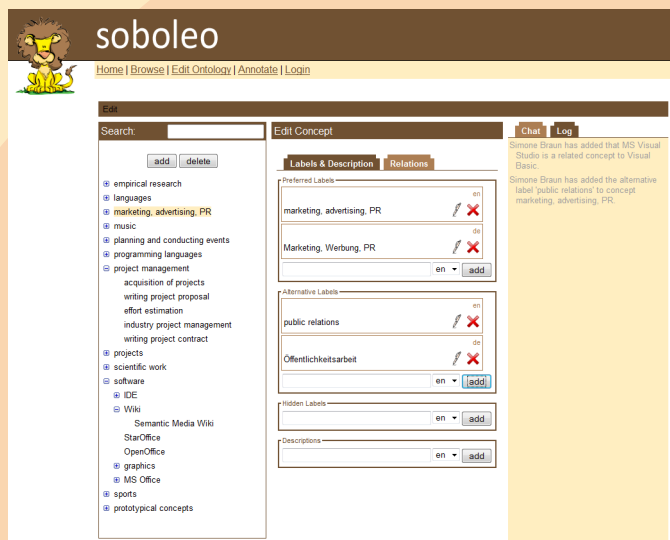 soboleo
Home | Browse | Edit Ontology | Annotate | Login
Edit
Search:
add delete
empirical research
languages
marketing, advertising, PR
music
planning and conducting events
programming languages
project management
acquisition of projects
writing project proposal
effort estimation
industry project management
writing project contract
projects
scientific work
software
IDE
Wiki
Semantic Media Wiki
StarOffice
OpenOffice
graphics
MS Office
sports
prototypical concepts
Edit Concept
Labels & Description Relations
Preferred Labels
en
marketing, advertising, PR
de
Marketing, Werbung, PR
en add
Alternative Labels
en
public relations
de
Öffentlichkeitsarbeit
en add
Hidden Labels
en add
Descriptions
en add
Chat Log
Simone Braun has added that MS Visual
Studio is a related concept to Visual
Basic.
Simone Braun has added the alternative
label 'public relations' to concept
marketing, advertising, PR.